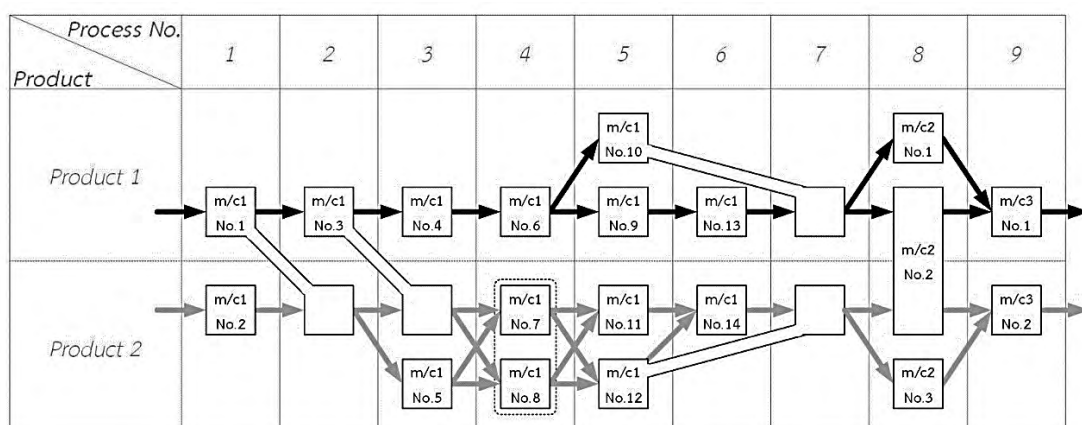 Process No.
Product
1
2
3
4
5
6
7
8
9
m/c1
No.10
m/c2
No.1
Product 1
m/c1
No.1
m/c1
No.3
m/c1
No.4
m/c1
No.6
m/c1
No.9
m/c1
No.13
m/c3
No.1
m/c2
No.2
m/c1
No.2
m/c1
No.7
m/c1
No.11
m/c1
No.14
m/c3
No.2
Product 2
m/c1
No.5
m/c1
No.8
m/c1
No.12
m/c2
No.3